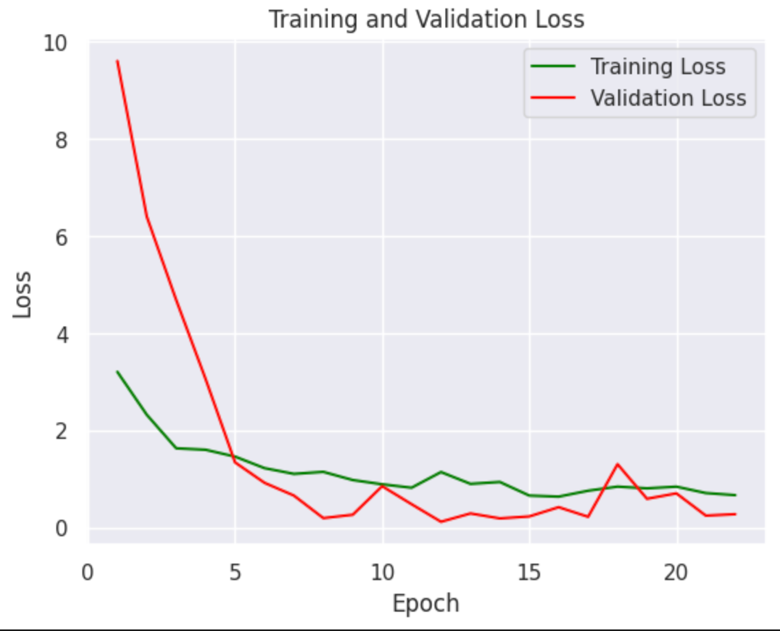 Training and Validation Loss
10
8
6
4
2
0
Loss
Training Loss
Validation Loss
0 5 10 15 20
Epoch